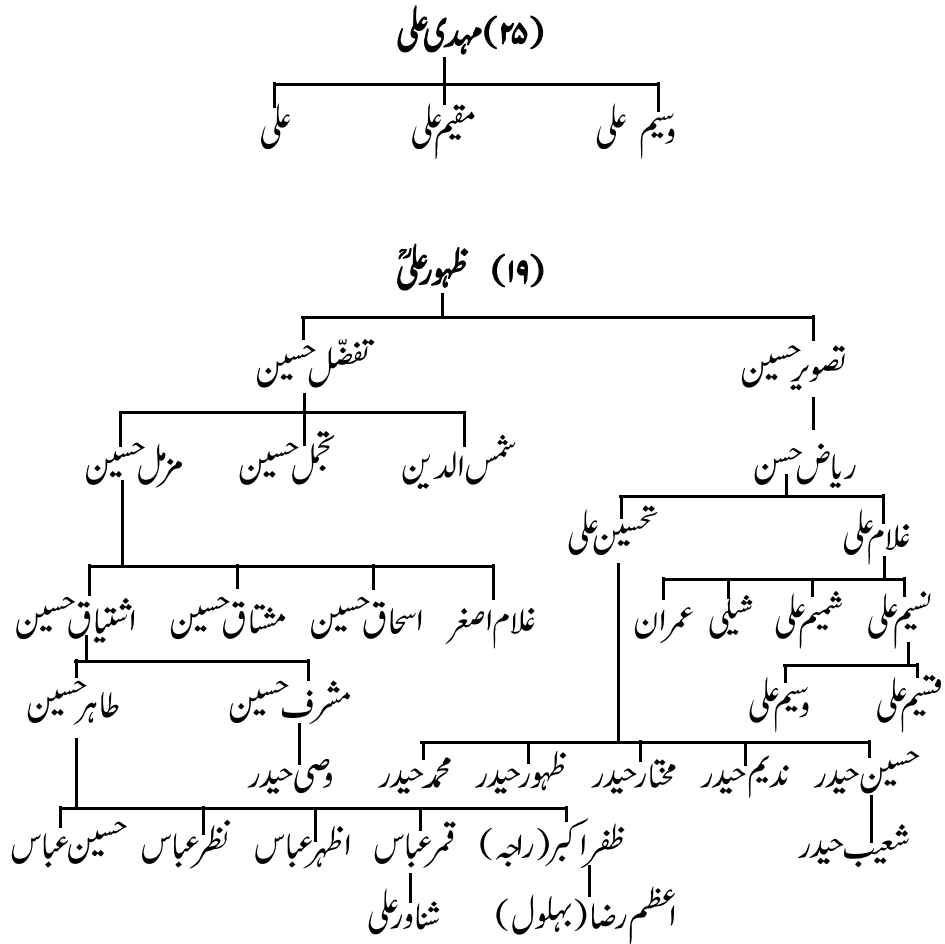 (۲۵) مہدی علی
وسیم علی مقیم علی علی
(۱۹) ظہور علیؒ
تصویر حسین تفضّل حسین
ریاض حسن شمس الدین تجمل حسین مزمل حسین
غلام علی تحسین علی
نسیم علی شمیم علی شبلی عمران غلام اصغر اسحاق حسین مشتاق حسین اشتیاق حسین
قسیم علی وسیم علی مشرف حسین طاہر حسین
حسین حیدر ندیم حیدر مختار حیدر ظہور حیدر محمد حیدر وصی حیدر
شعیب حیدر ظفر اکبر (راجہ) قمر عباس اظہر عباس نظر عباس حسین عباس
اعظم رضا (بہلول) شناور علی